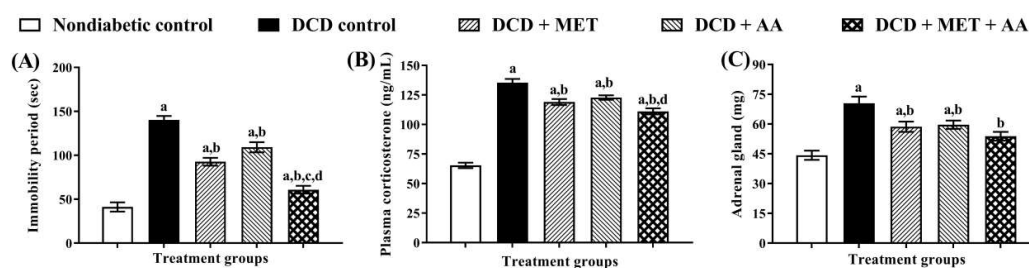 Nondiabetic control DCD control DCD + MET DCD + AA DCD + MET + AA
(A)
Immobility period (sec)
200
150
100
50
0
a
a,b
a,b
a,b,c,d
Treatment groups
(B)
Plasma corticosterone (ng/mL)
150
125
100
75
50
25
0
a
a,b
a,b
a,b,d
Treatment groups
(C)
Adrenal gland (mg)
90
75
60
45
30
15
0
a
a,b
a,b
b
Treatment groups